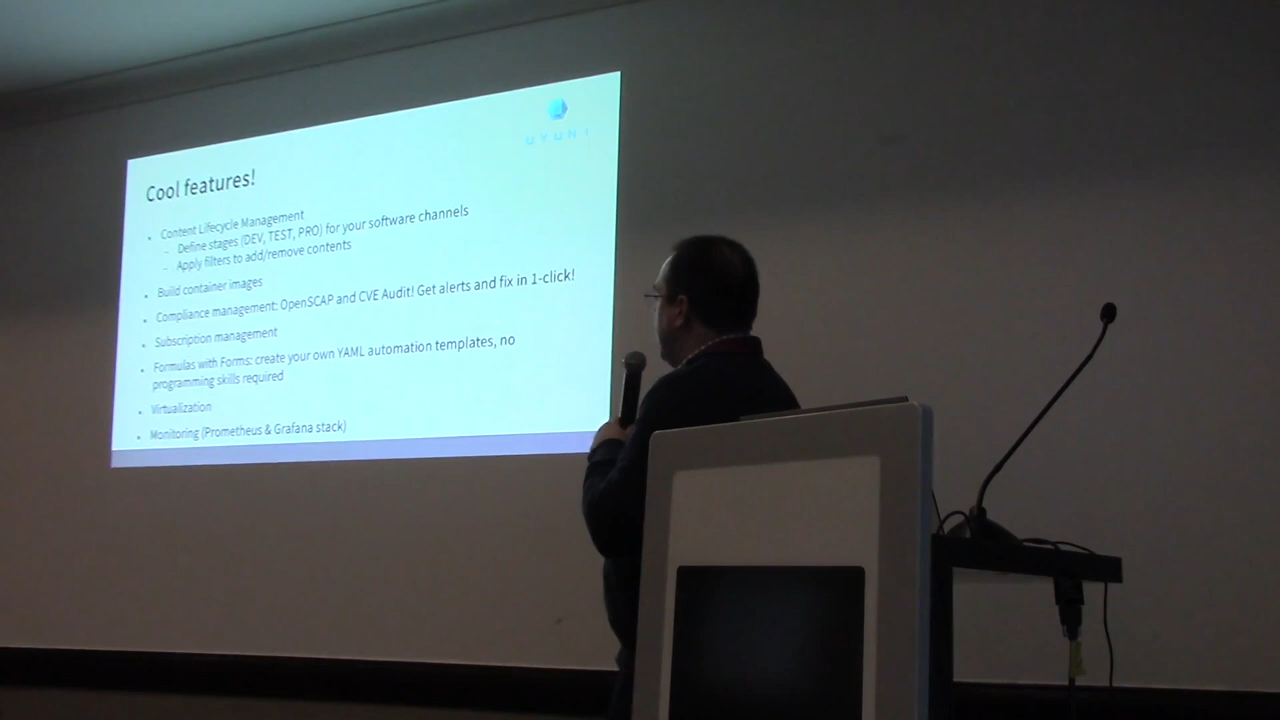 UYUNI
Cool features!
Content Lifecycle Management
Define stages (DEV, TEST, PRO) for your software channels
Apply filters to add/remove contents
Build container images
Compliance management: OpenSCAP and CVE Audit! Get alerts and fix in 1-click!
Subscription management
Formulas with Forms: create your own YAML automation templates, no
programming skills required
Virtualization
Monitoring (Prometheus & Grafana stack)